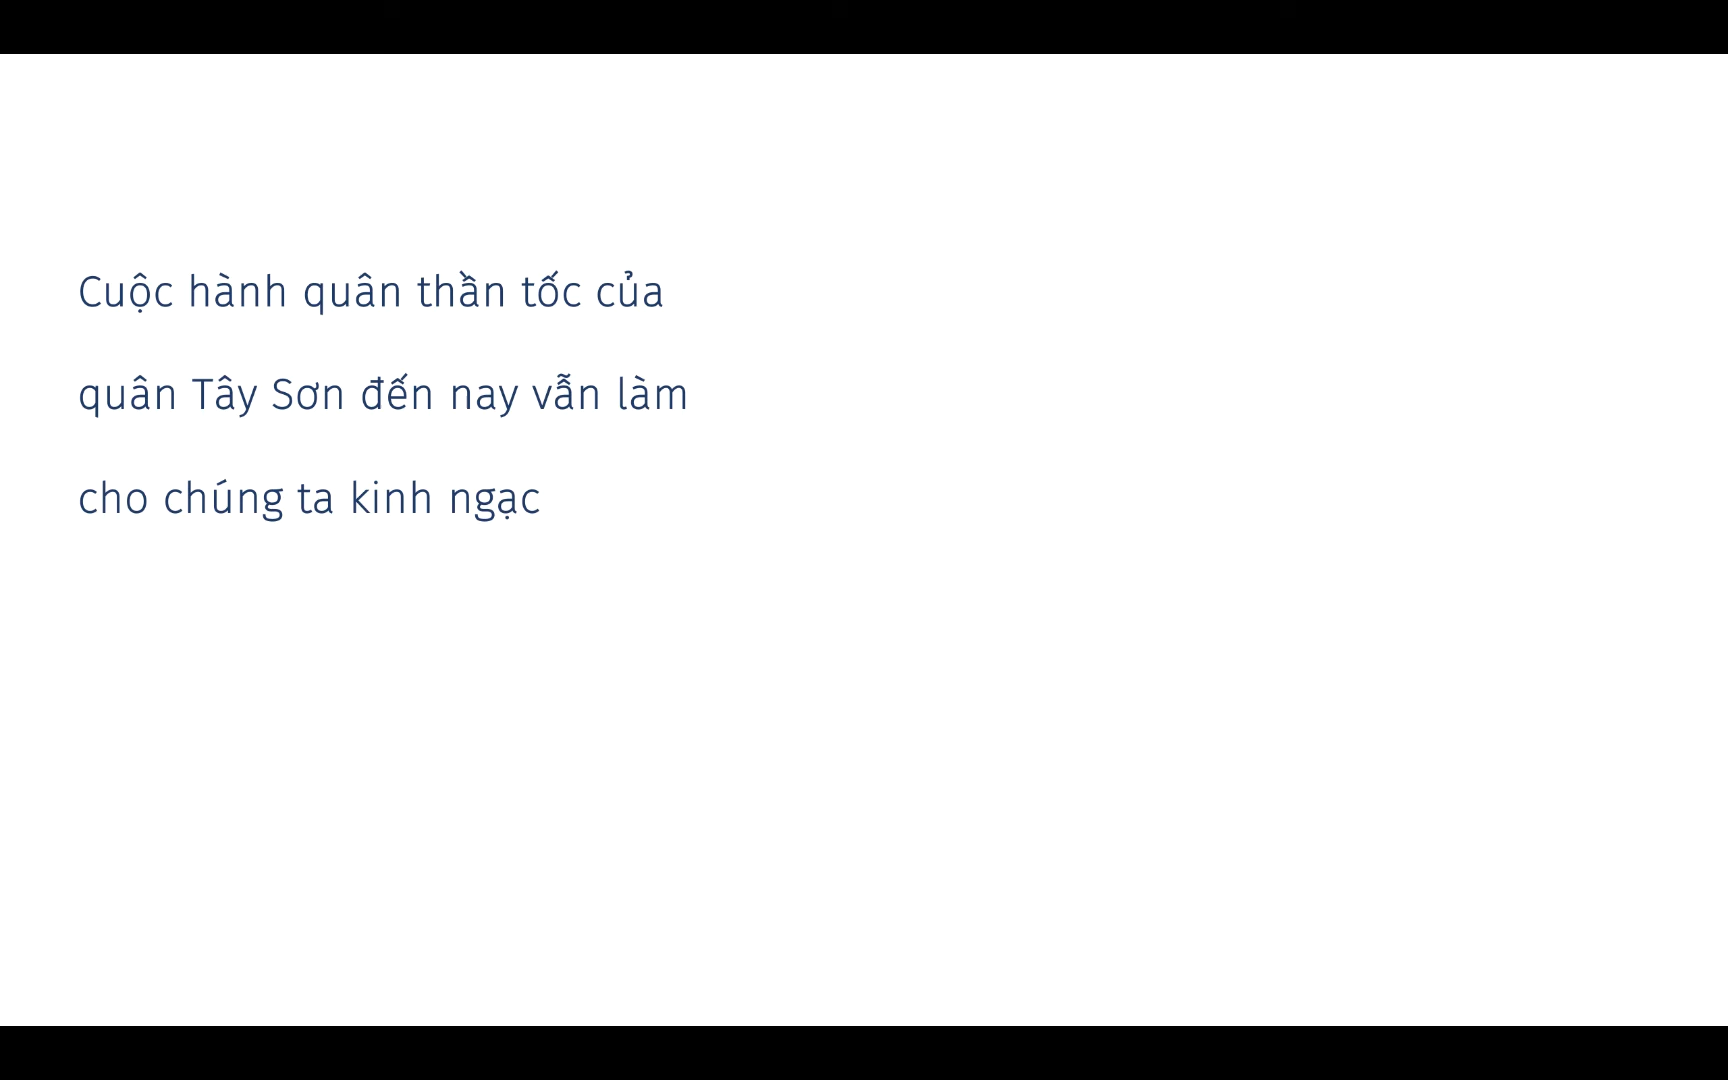 Cuộc hành quân thần tốc của
quân Tây Sơn đến nay vẫn làm
cho chúng ta kinh ngạc